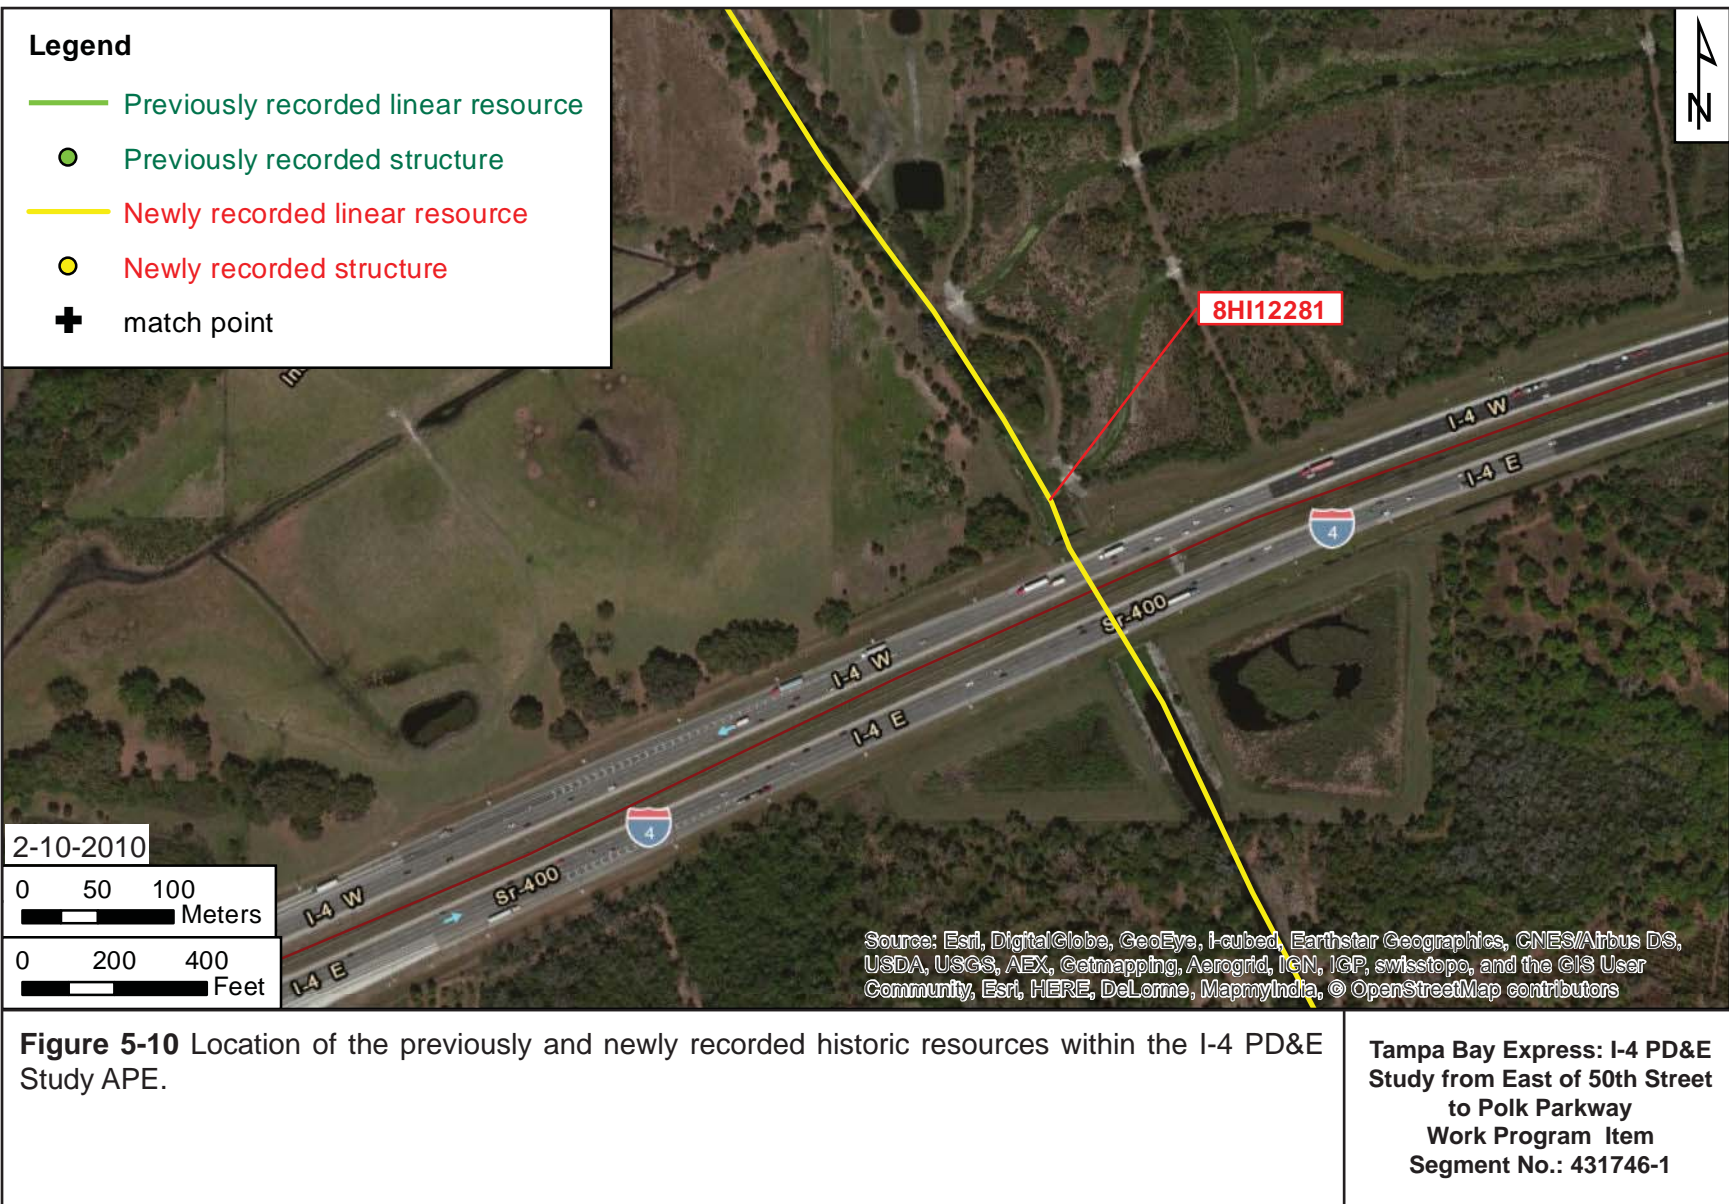 Legend
Previously recorded linear resource
Previously recorded structure
Newly recorded linear resource
Newly recorded structure
match point
N
8HI12281
I-4 W
I-4 E
4
Sr-400
I-4 W
I-4 E
4
Sr-400
I-4 W
I-4 E
2-10-2010
0 50 100
Meters
0 200 400
Feet
Source: Esri, DigitalGlobe, GeoEye, i-cubed, Earthstar Geographics, CNES/Airbus DS,
USDA, USGS, AEX, Getmapping, Aerogrid, IGN, IGP, swisstopo, and the GIS User
Community, Esri, HERE, DeLorme, MapmyIndia, © OpenStreetMap contributors
Figure 5-10 Location of the previously and newly recorded historic resources within the I-4 PD&E
Study APE.
Tampa Bay Express: I-4 PD&E
Study from East of 50th Street
to Polk Parkway
Work Program Item
Segment No.: 431746-1